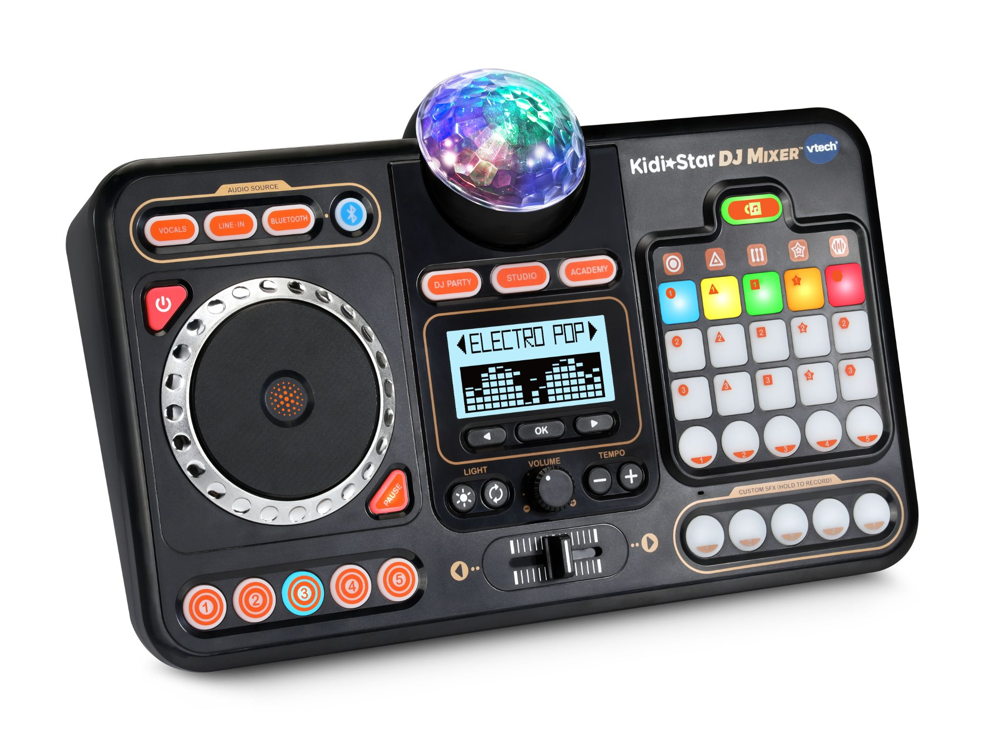 Kidi★Star DJ MIXER™ vtech®
AUDIO SOURCE
VOCALS
LINE-IN
BLUETOOTH
DJ PARTY
STUDIO
ACADEMY
ELECTRO POP
OK
LIGHT
VOLUME
TEMPO
- +
- +
PAUSE
1 2 3 4 5
1 1 1 1
2 2 2 2 2
3 3 3 3 3
1 2 3 4 5
CUSTOM SFX (HOLD TO RECORD)
1 2 3 4 5